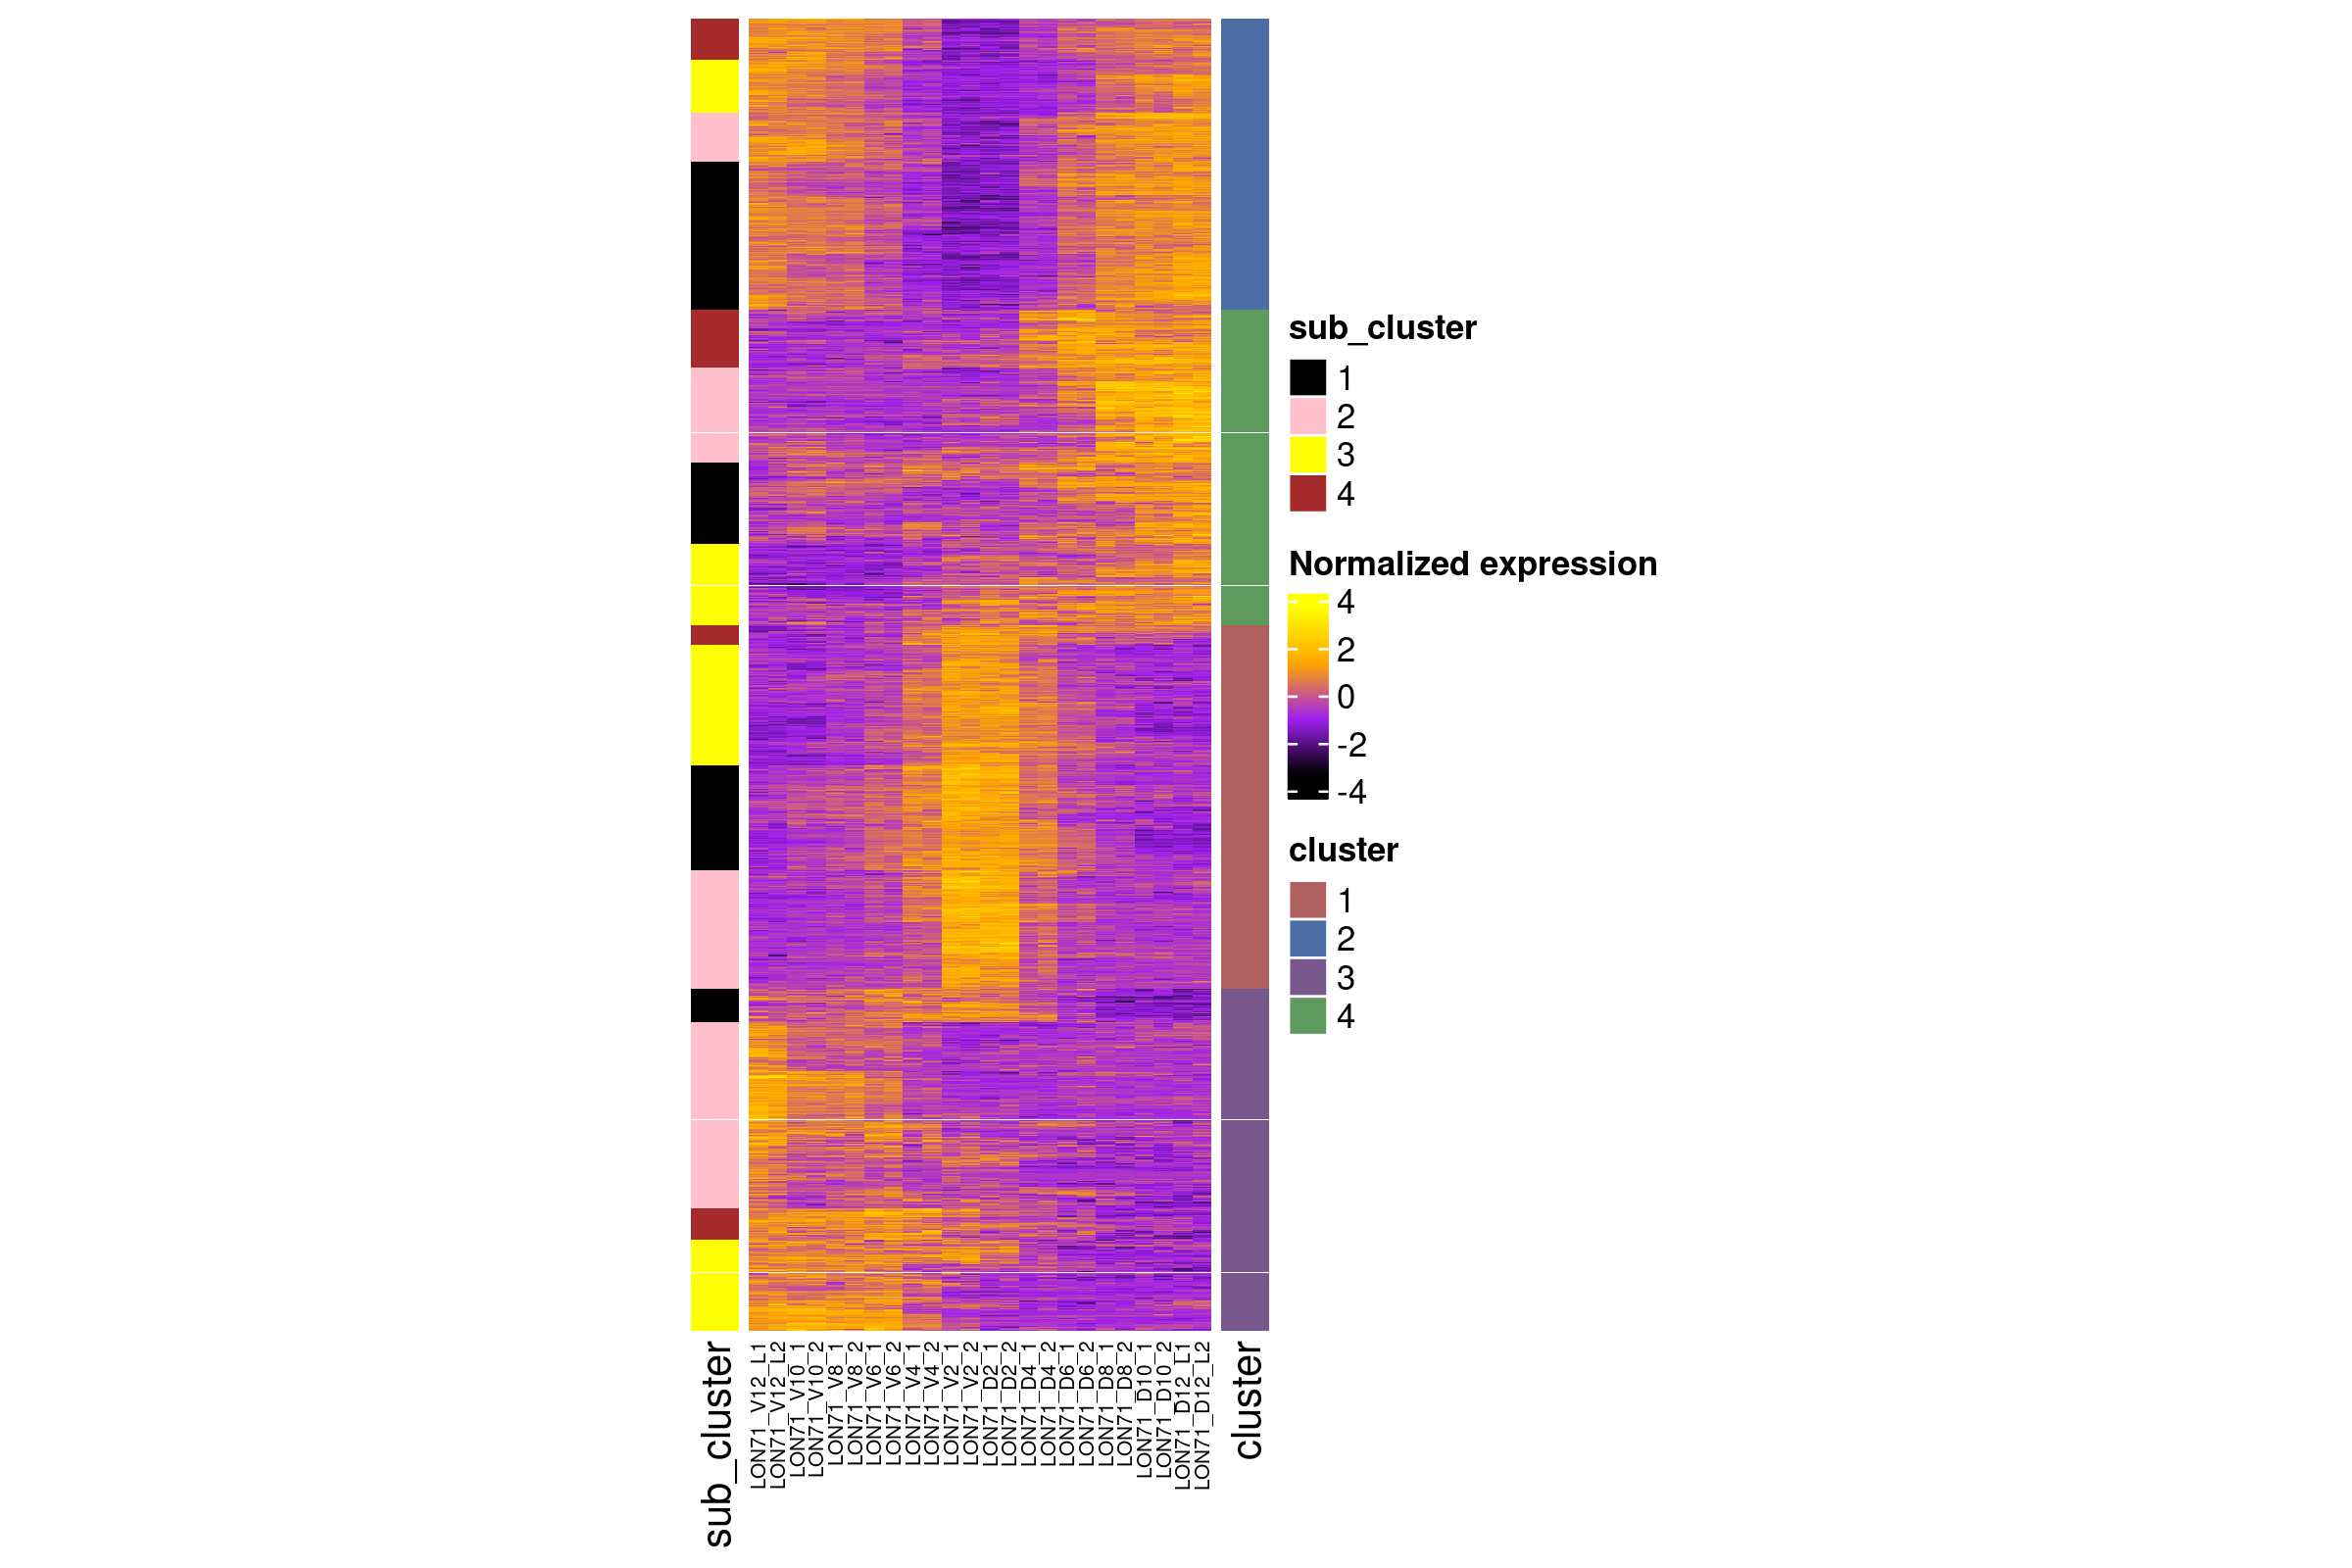 sub_cluster
1
2
3
4
Normalized expression
4
2
0
-2
-4
cluster
1
2
3
4
sub_cluster
LON71_V12_L1
LON71_V12_L2
LON71_V10_1
LON71_V10_2
LON71_V8_1
LON71_V8_2
LON71_V6_1
LON71_V6_2
LON71_V4_1
LON71_V4_2
LON71_V2_1
LON71_V2_2
LON71_D2_1
LON71_D2_2
LON71_D4_1
LON71_D4_2
LON71_D6_1
LON71_D6_2
LON71_D8_1
LON71_D8_2
LON71_D10_1
LON71_D10_2
LON71_D12_L1
LON71_D12_L2
cluster